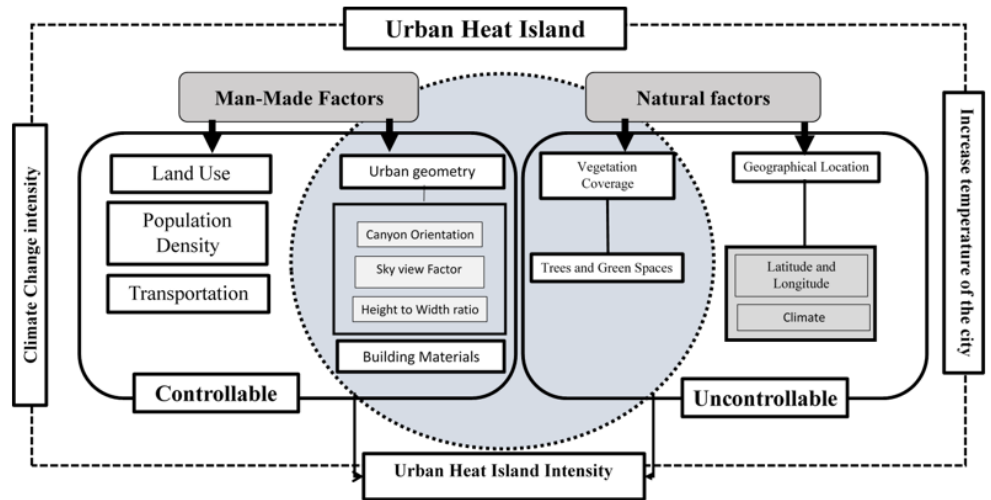 Urban Heat Island
Man-Made Factors
Natural factors
Climate Change intensity
Increase temperature of the city
Land Use
Population
Density
Transportation
Urban geometry
Canyon Orientation
Sky view Factor
Height to Width ratio
Building Materials
Controllable
Vegetation
Coverage
Trees and Green Spaces
Geographical Location
Latitude and
Longitude
Climate
Uncontrollable
Urban Heat Island Intensity